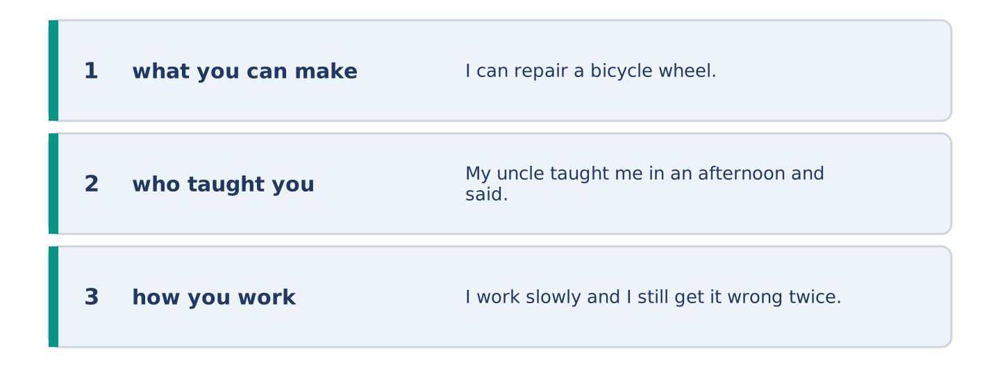 1 what you can make I can repair a bicycle wheel.
2 who taught you My uncle taught me in an afternoon and
said.
3 how you work I work slowly and I still get it wrong twice.